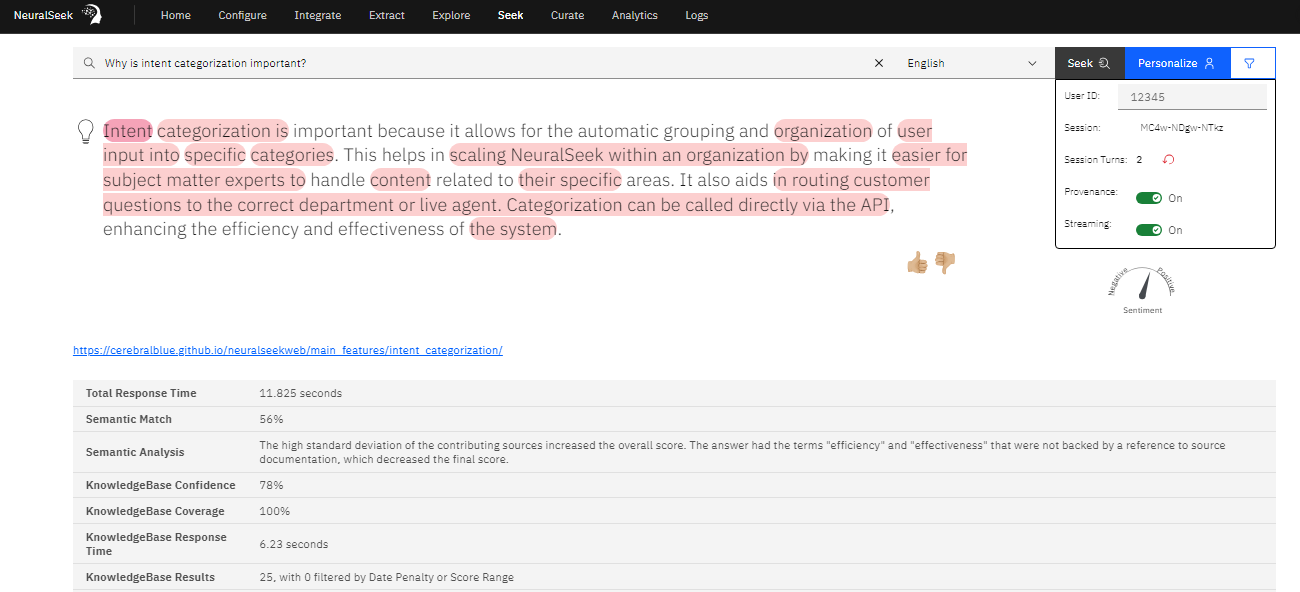 NeuralSeek Home Configure Integrate Extract Explore Seek Curate Analytics Logs
Why is intent categorization important? English Seek Personalize
User ID: 12345
Session: MC4w-NDgw-NTkz
Session Turns: 2
Provenance: On
Streaming: On
Intent categorization is important because it allows for the automatic grouping and organization of user
input into specific categories. This helps in scaling NeuralSeek within an organization by making it easier for
subject matter experts to handle content related to their specific areas. It also aids in routing customer
questions to the correct department or live agent. Categorization can be called directly via the API,
enhancing the efficiency and effectiveness of the system.
Negative Positive
Sentiment
https://cerebralblue.github.io/neuralseekweb/main_features/intent_categorization/
Total Response Time 11.825 seconds
Semantic Match 56%
Semantic Analysis The high standard deviation of the contributing sources increased the overall score. The answer had the terms "efficiency" and "effectiveness" that were not backed by a reference to source
documentation, which decreased the final score.
KnowledgeBase Confidence 78%
KnowledgeBase Coverage 100%
KnowledgeBase Response
Time 6.23 seconds
KnowledgeBase Results 25, with 0 filtered by Date Penalty or Score Range